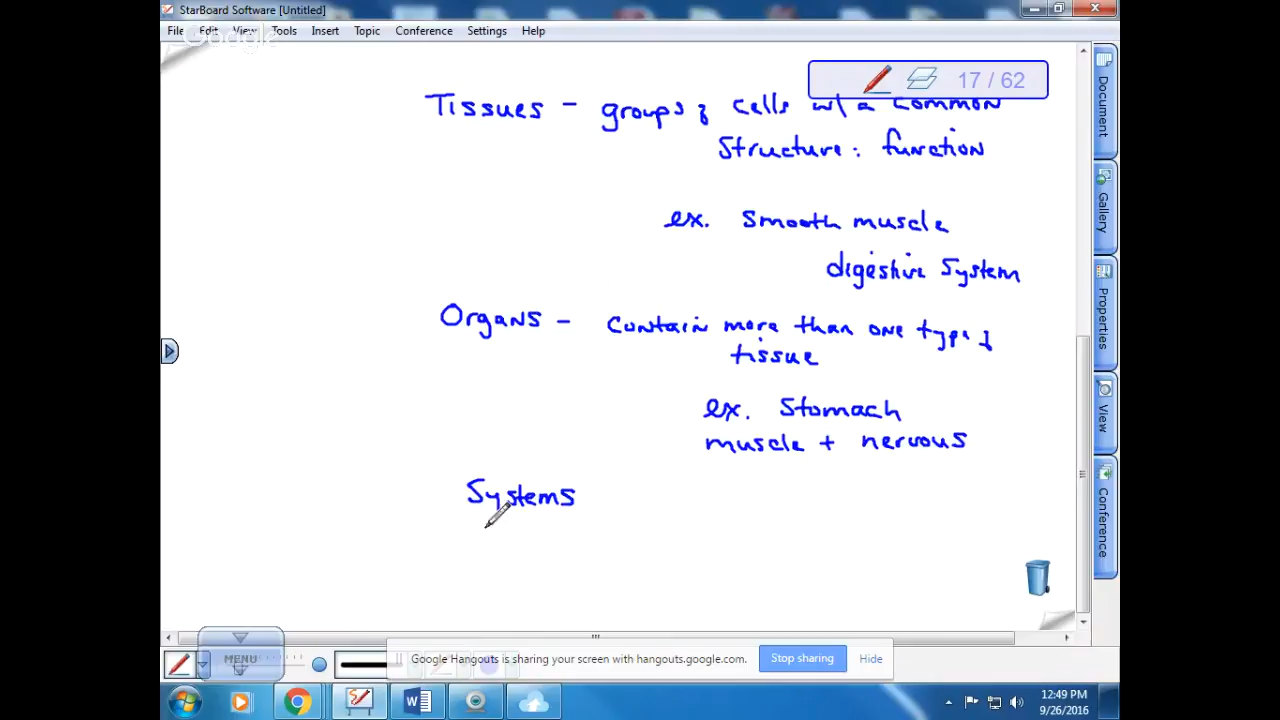 StarBoard Software [Untitled]
File Edit View Tools Insert Topic Conference Settings Help
Google
17 / 62
Tissues - groups of cells w/ a common
structure : function
ex. Smooth muscle
digestive System
Organs - Contain more than one type of
tissue
ex. Stomach
muscle + nervous
Systems
Document
Gallery
Properties
View
Conference
MENU
Google Hangouts is sharing your screen with hangouts.google.com. Stop sharing Hide
12:49 PM
9/26/2016